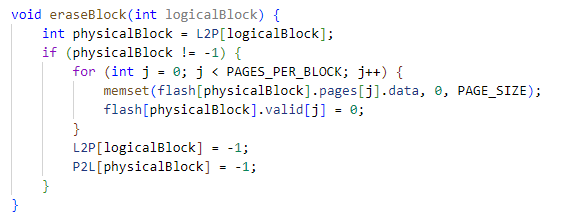 void eraseBlock(int logicalBlock) {
    int physicalBlock = L2P[logicalBlock];
    if (physicalBlock != -1) {
        for (int j = 0; j < PAGES_PER_BLOCK; j++) {
            memset(flash[physicalBlock].pages[j].data, 0, PAGE_SIZE);
            flash[physicalBlock].valid[j] = 0;
        }
        L2P[logicalBlock] = -1;
        P2L[physicalBlock] = -1;
    }
}